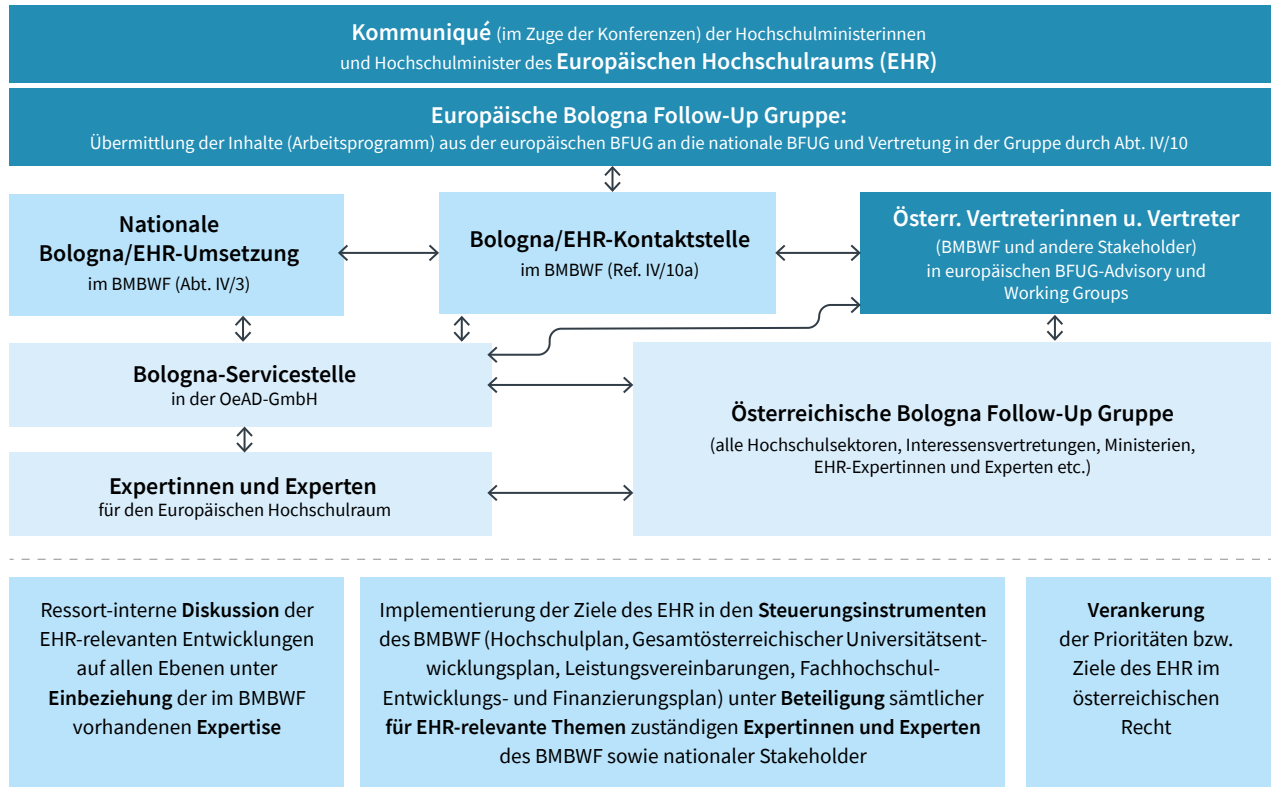 Kommuniqué (im Zuge der Konferenzen) der Hochschulministerinnen
und Hochschulminister des Europäischen Hochschulraums (EHR)
Europäische Bologna Follow-Up Gruppe:
Übermittlung der Inhalte (Arbeitsprogramm) aus der europäischen BFUG an die nationale BFUG und Vertretung in der Gruppe durch Abt. IV/10
Nationale
Bologna/EHR-Umsetzung
im BMBWF (Abt. IV/3)
Bologna/EHR-Kontaktstelle
im BMBWF (Ref. IV/10a)
Österr. Vertreterinnen u. Vertreter
(BMBWF und andere Stakeholder)
in europäischen BFUG-Advisory und
Working Groups
Bologna-Servicestelle
in der OeAD-GmbH
Österreichische Bologna Follow-Up Gruppe
(alle Hochschulsektoren, Interessensvertretungen, Ministerien,
EHR-Expertinnen und Experten etc.)
Expertinnen und Experten
für den Europäischen Hochschulraum
Ressort-interne Diskussion der
EHR-relevanten Entwicklungen
auf allen Ebenen unter
Einbeziehung der im BMBWF
vorhandenen Expertise
Implementierung der Ziele des EHR in den Steuerungsinstrumenten
des BMBWF (Hochschulplan, Gesamtösterreichischer Universitätsent-
wicklungsplan, Leistungsvereinbarungen, Fachhochschul-
Entwicklungs- und Finanzierungsplan) unter Beteiligung sämtlicher
für EHR-relevante Themen zuständigen Expertinnen und Experten
des BMBWF sowie nationaler Stakeholder
Verankerung
der Prioritäten bzw.
Ziele des EHR im
österreichischen
Recht